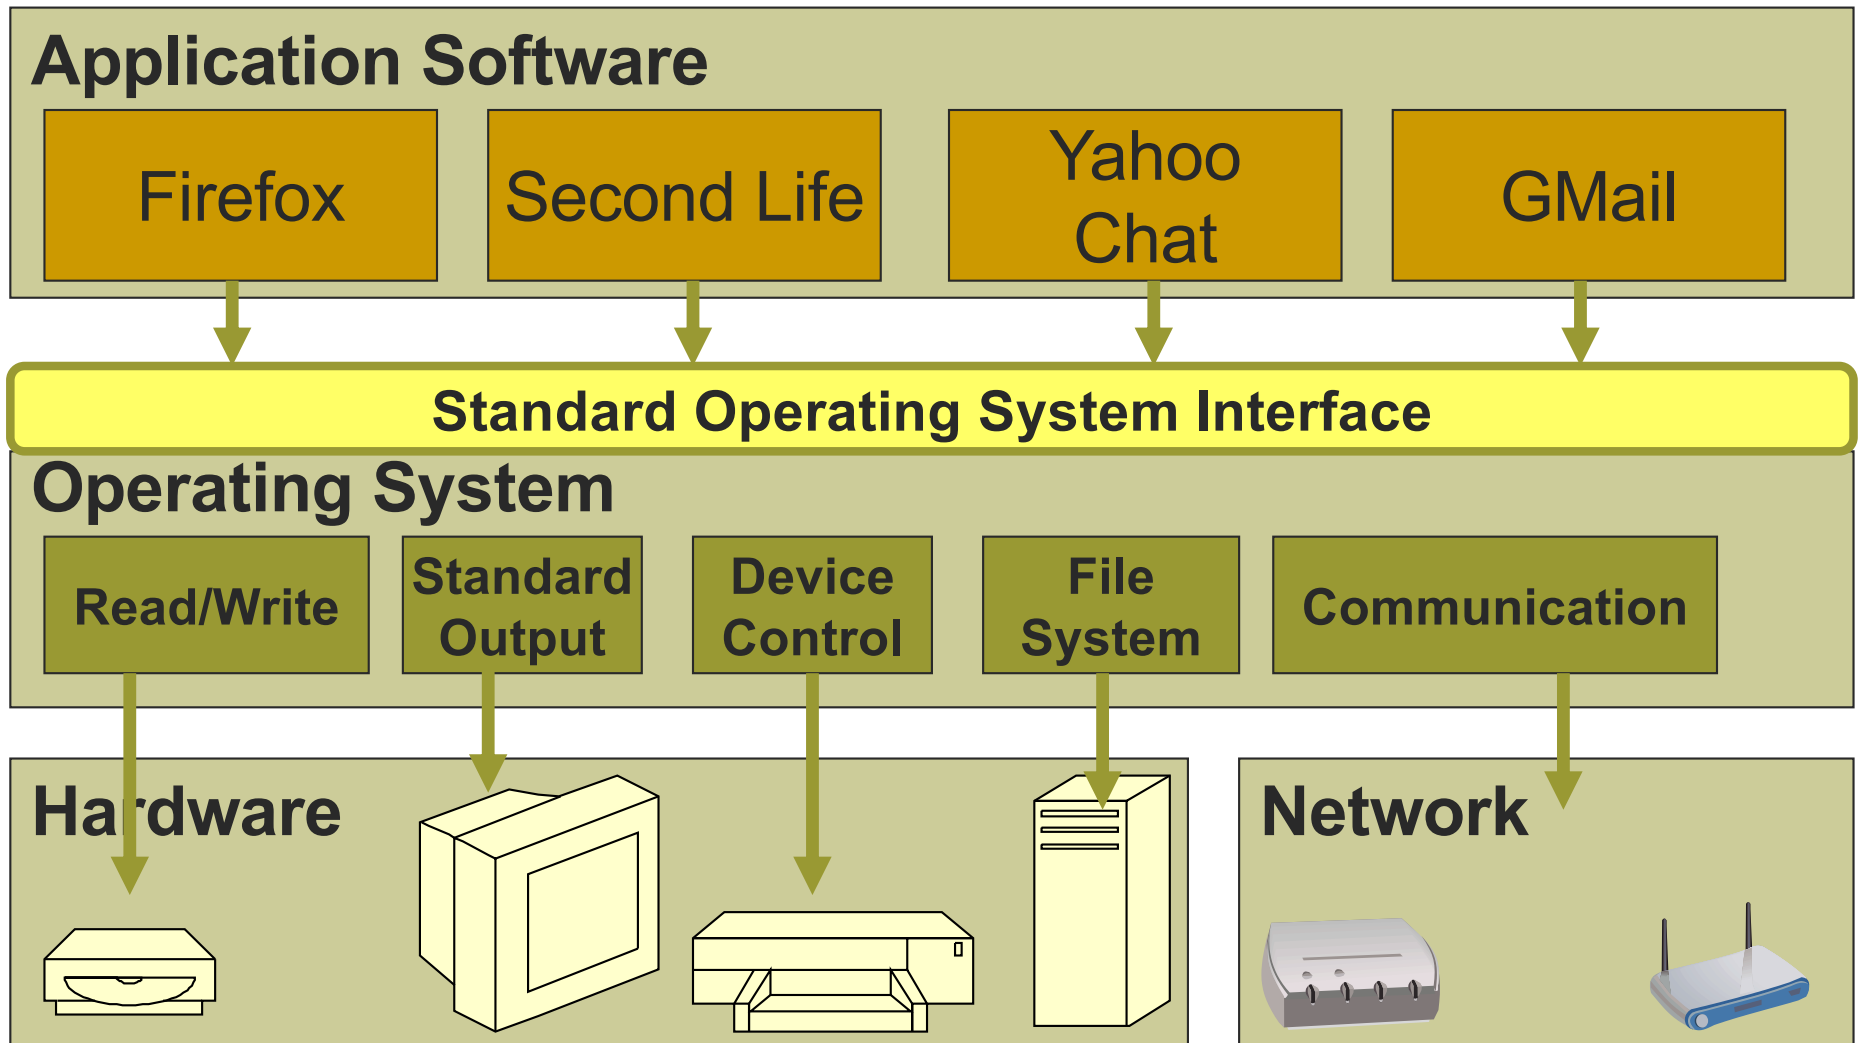 Application Software
Firefox
Second Life
Yahoo
Chat
GMail
Standard Operating System Interface
Operating System
Read/Write
Standard
Output
Device
Control
File
System
Communication
Hardware
Network